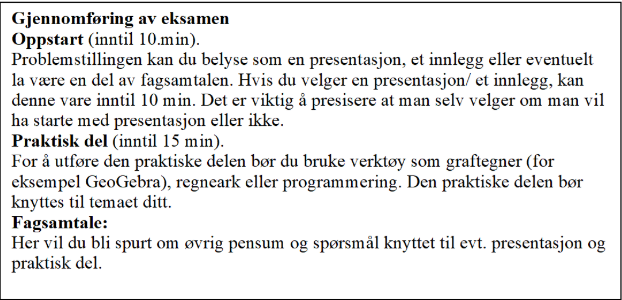 Gjennomføring av eksamen
Oppstart (inntil 10.min).
Problemstillingen kan du belyse som en presentasjon, et innlegg eller eventuelt
la være en del av fagsamtalen. Hvis du velger en presentasjon/ et innlegg, kan
denne vare inntil 10 min. Det er viktig å presisere at man selv velger om man vil
ha starte med presentasjon eller ikke.
Praktisk del (inntil 15 min).
For å utføre den praktiske delen bør du bruke verktøy som graftegner (for
eksempel GeoGebra), regneark eller programmering. Den praktiske delen bør
knyttes til temaet ditt.
Fagsamtale:
Her vil du bli spurt om øvrig pensum og spørsmål knyttet til evt. presentasjon og
praktisk del.